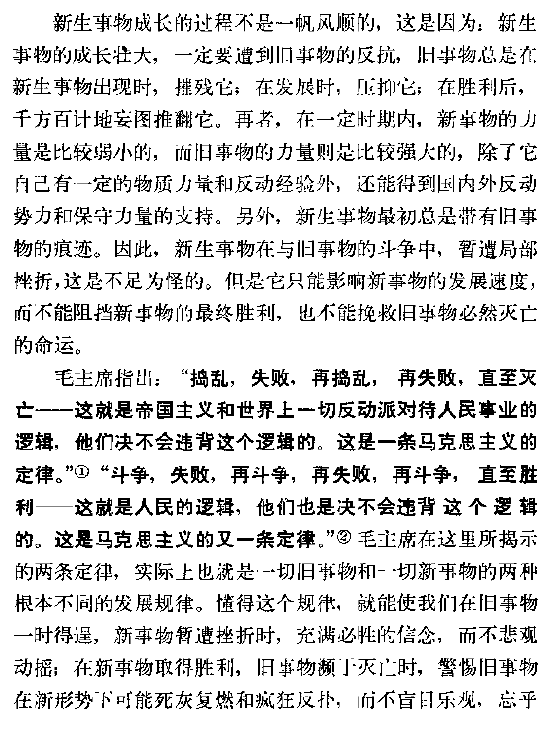 新生事物成长的过程不是一帆风顺的，这是因为：新生
事物的成长壮大，一定要遭到旧事物的反抗，旧事物总是在
新生事物出现时，摧残它；在发展时，压抑它；在胜利后，
千方百计地妄图推翻它。再者，在一定时期内，新事物的力
量是比较弱小的，而旧事物的力量则是比较强大的，除了它
自己有一定的物质力量和反动经验外，还能得到国内外反动
势力和保守力量的支持。另外，新生事物最初总是带有旧事
物的痕迹。因此，新生事物在与旧事物的斗争中，暂遭局部
挫折，这是不足为怪的。但是它只能影响新事物的发展速度，
而不能阻挡新事物的最终胜利，也不能挽救旧事物必然灭亡
的命运。
毛主席指出：“捣乱，失败，再捣乱，再失败，直至灭
亡——这就是帝国主义和世界上一切反动派对待人民事业的
逻辑，他们决不会违背这个逻辑的。这是一条马克思主义的
定律。”①“斗争，失败，再斗争，再失败，再斗争，直至胜
利——这就是人民的逻辑，他们也是决不会违背这个逻辑
的。这是马克思主义的又一条定律。”②毛主席在这里所揭示
的两条定律，实际上也就是一切旧事物和一切新事物的两种
根本不同的发展规律。懂得这个规律，就能使我们在旧事物
一时得逞，新事物暂遭挫折时，充满必胜的信念，而不悲观
动摇；在新事物取得胜利，旧事物濒于灭亡时，警惕旧事物
在新形势下可能死灰复燃和疯狂反扑，而不盲目乐观，忘乎